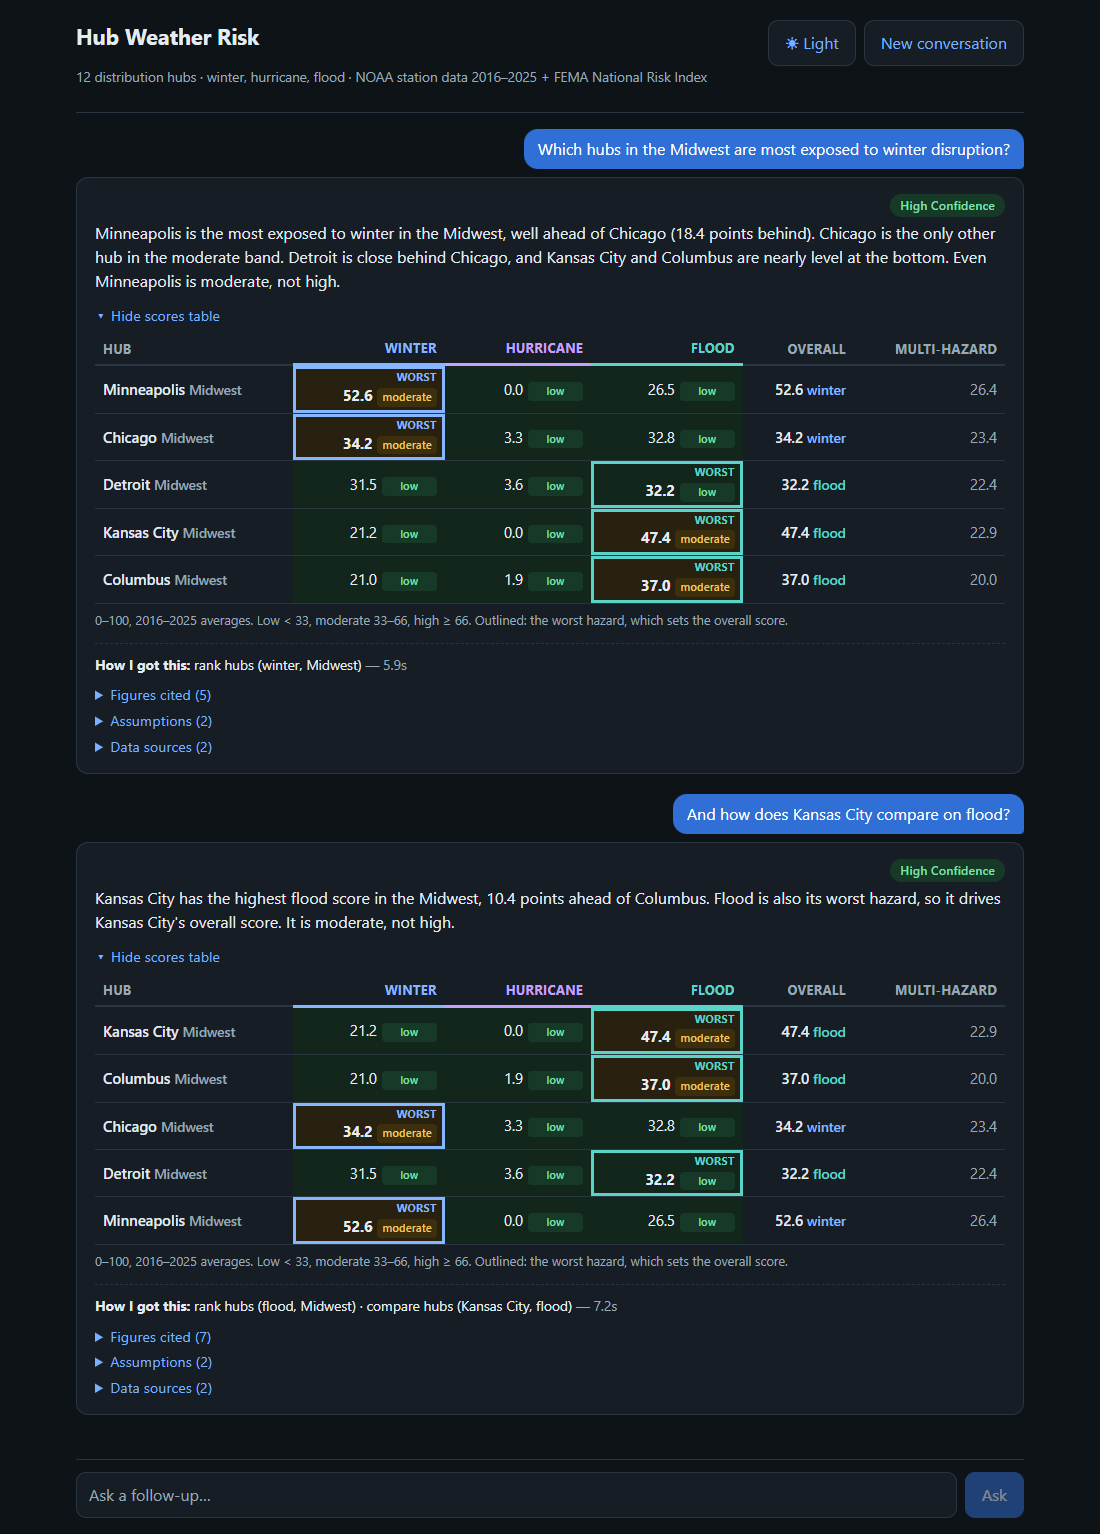 Hub Weather Risk
☀ Light
New conversation
12 distribution hubs · winter, hurricane, flood · NOAA station data 2016–2025 + FEMA National Risk Index
Which hubs in the Midwest are most exposed to winter disruption?
High Confidence
Minneapolis is the most exposed to winter in the Midwest, well ahead of Chicago (18.4 points behind). Chicago is the only other
hub in the moderate band. Detroit is close behind Chicago, and Kansas City and Columbus are nearly level at the bottom. Even
Minneapolis is moderate, not high.
▾ Hide scores table
HUB WINTER HURRICANE FLOOD OVERALL MULTI-HAZARD
WORST
Minneapolis Midwest 52.6 moderate 0.0 low 26.5 low 52.6 winter 26.4
WORST
Chicago Midwest 34.2 moderate 3.3 low 32.8 low 34.2 winter 23.4
WORST
Detroit Midwest 31.5 low 3.6 low 32.2 low 32.2 flood 22.4
WORST
Kansas City Midwest 21.2 low 0.0 low 47.4 moderate 47.4 flood 22.9
WORST
Columbus Midwest 21.0 low 1.9 low 37.0 moderate 37.0 flood 20.0
0–100, 2016–2025 averages. Low < 33, moderate 33–66, high ≥ 66. Outlined: the worst hazard, which sets the overall score.
How I got this: rank hubs (winter, Midwest) — 5.9s
▶ Figures cited (5)
▶ Assumptions (2)
▶ Data sources (2)
And how does Kansas City compare on flood?
High Confidence
Kansas City has the highest flood score in the Midwest, 10.4 points ahead of Columbus. Flood is also its worst hazard, so it drives
Kansas City's overall score. It is moderate, not high.
▾ Hide scores table
HUB WINTER HURRICANE FLOOD OVERALL MULTI-HAZARD
WORST
Kansas City Midwest 21.2 low 0.0 low 47.4 moderate 47.4 flood 22.9
WORST
Columbus Midwest 21.0 low 1.9 low 37.0 moderate 37.0 flood 20.0
WORST
Chicago Midwest 34.2 moderate 3.3 low 32.8 low 34.2 winter 23.4
WORST
Detroit Midwest 31.5 low 3.6 low 32.2 low 32.2 flood 22.4
WORST
Minneapolis Midwest 52.6 moderate 0.0 low 26.5 low 52.6 winter 26.4
0–100, 2016–2025 averages. Low < 33, moderate 33–66, high ≥ 66. Outlined: the worst hazard, which sets the overall score.
How I got this: rank hubs (flood, Midwest) · compare hubs (Kansas City, flood) — 7.2s
▶ Figures cited (7)
▶ Assumptions (2)
▶ Data sources (2)
Ask a follow-up...
Ask